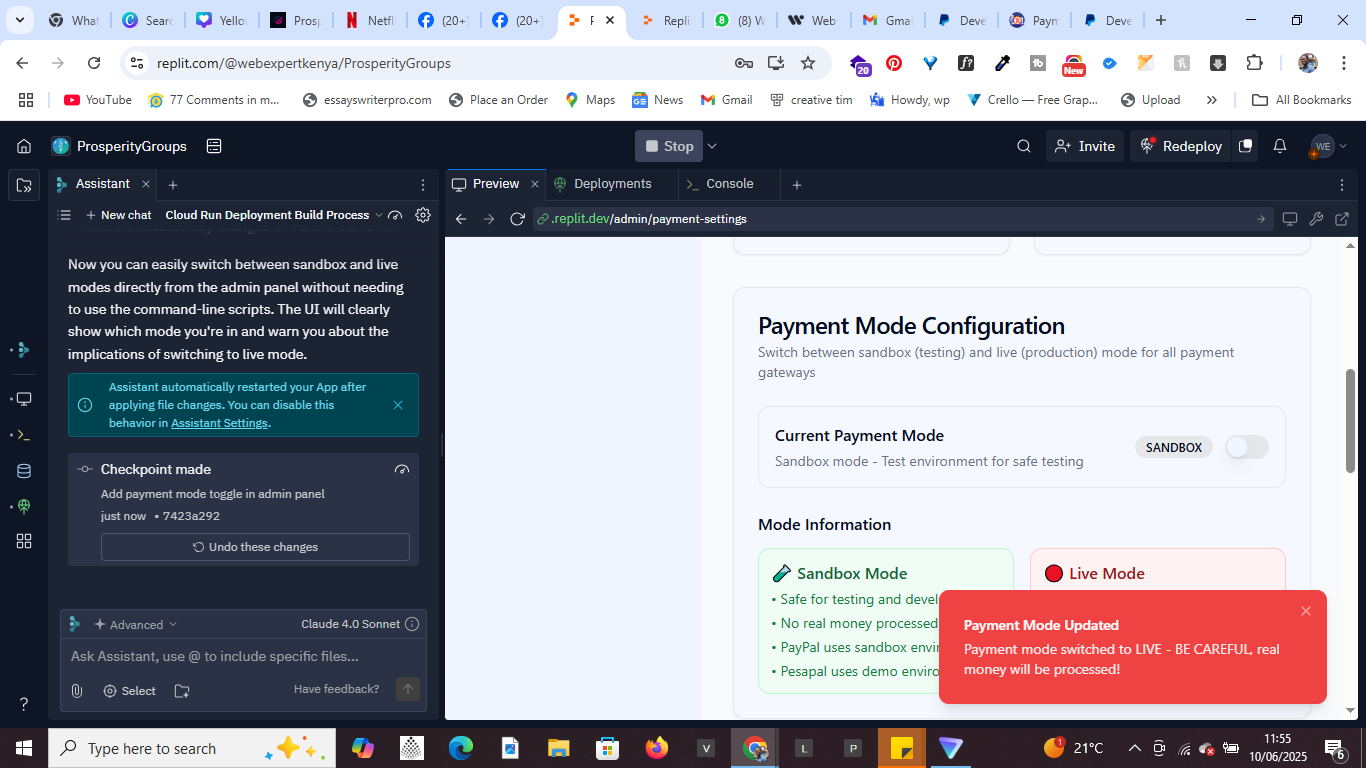 What
Sear
Yello
Prosp
Netfl
(20+)
(20+)
F
Repli
(8) W
Web
Gmai
Deve
Paym
Deve
replit.com/@webexpertkenya/ProsperityGroups
20
New
YouTube
77 Comments in m...
essayswriterpro.com
Place an Order
Maps
News
Gmail
creative tim
Howdy, wp
Crello — Free Grap...
Upload
All Bookmarks
ProsperityGroups
Stop
Invite
Redeploy
WE
Assistant
Preview
Deployments
Console
New chat
Cloud Run Deployment Build Process
.replit.dev/admin/payment-settings
Now you can easily switch between sandbox and live
modes directly from the admin panel without needing
to use the command-line scripts. The UI will clearly
show which mode you're in and warn you about the
implications of switching to live mode.
Assistant automatically restarted your App after
applying file changes. You can disable this
behavior in Assistant Settings.
Checkpoint made
Add payment mode toggle in admin panel
just now • 7423a292
Undo these changes
Advanced
Claude 4.0 Sonnet
Ask Assistant, use @ to include specific files...
Select
Have feedback?
Payment Mode Configuration
Switch between sandbox (testing) and live (production) mode for all payment
gateways
Current Payment Mode
Sandbox mode - Test environment for safe testing
SANDBOX
Mode Information
Sandbox Mode
• Safe for testing and devel
• No real money processed
• PayPal uses sandbox envir
• Pesapal uses demo enviro
Live Mode
Payment Mode Updated
Payment mode switched to LIVE - BE CAREFUL, real
money will be processed!
Type here to search
V
L
P
1
21°C
11:55
10/06/2025
6